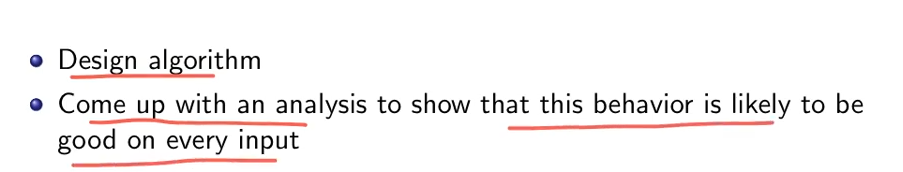 Design algorithm
Come up with an analysis to show that this behavior is likely to be
good on every input